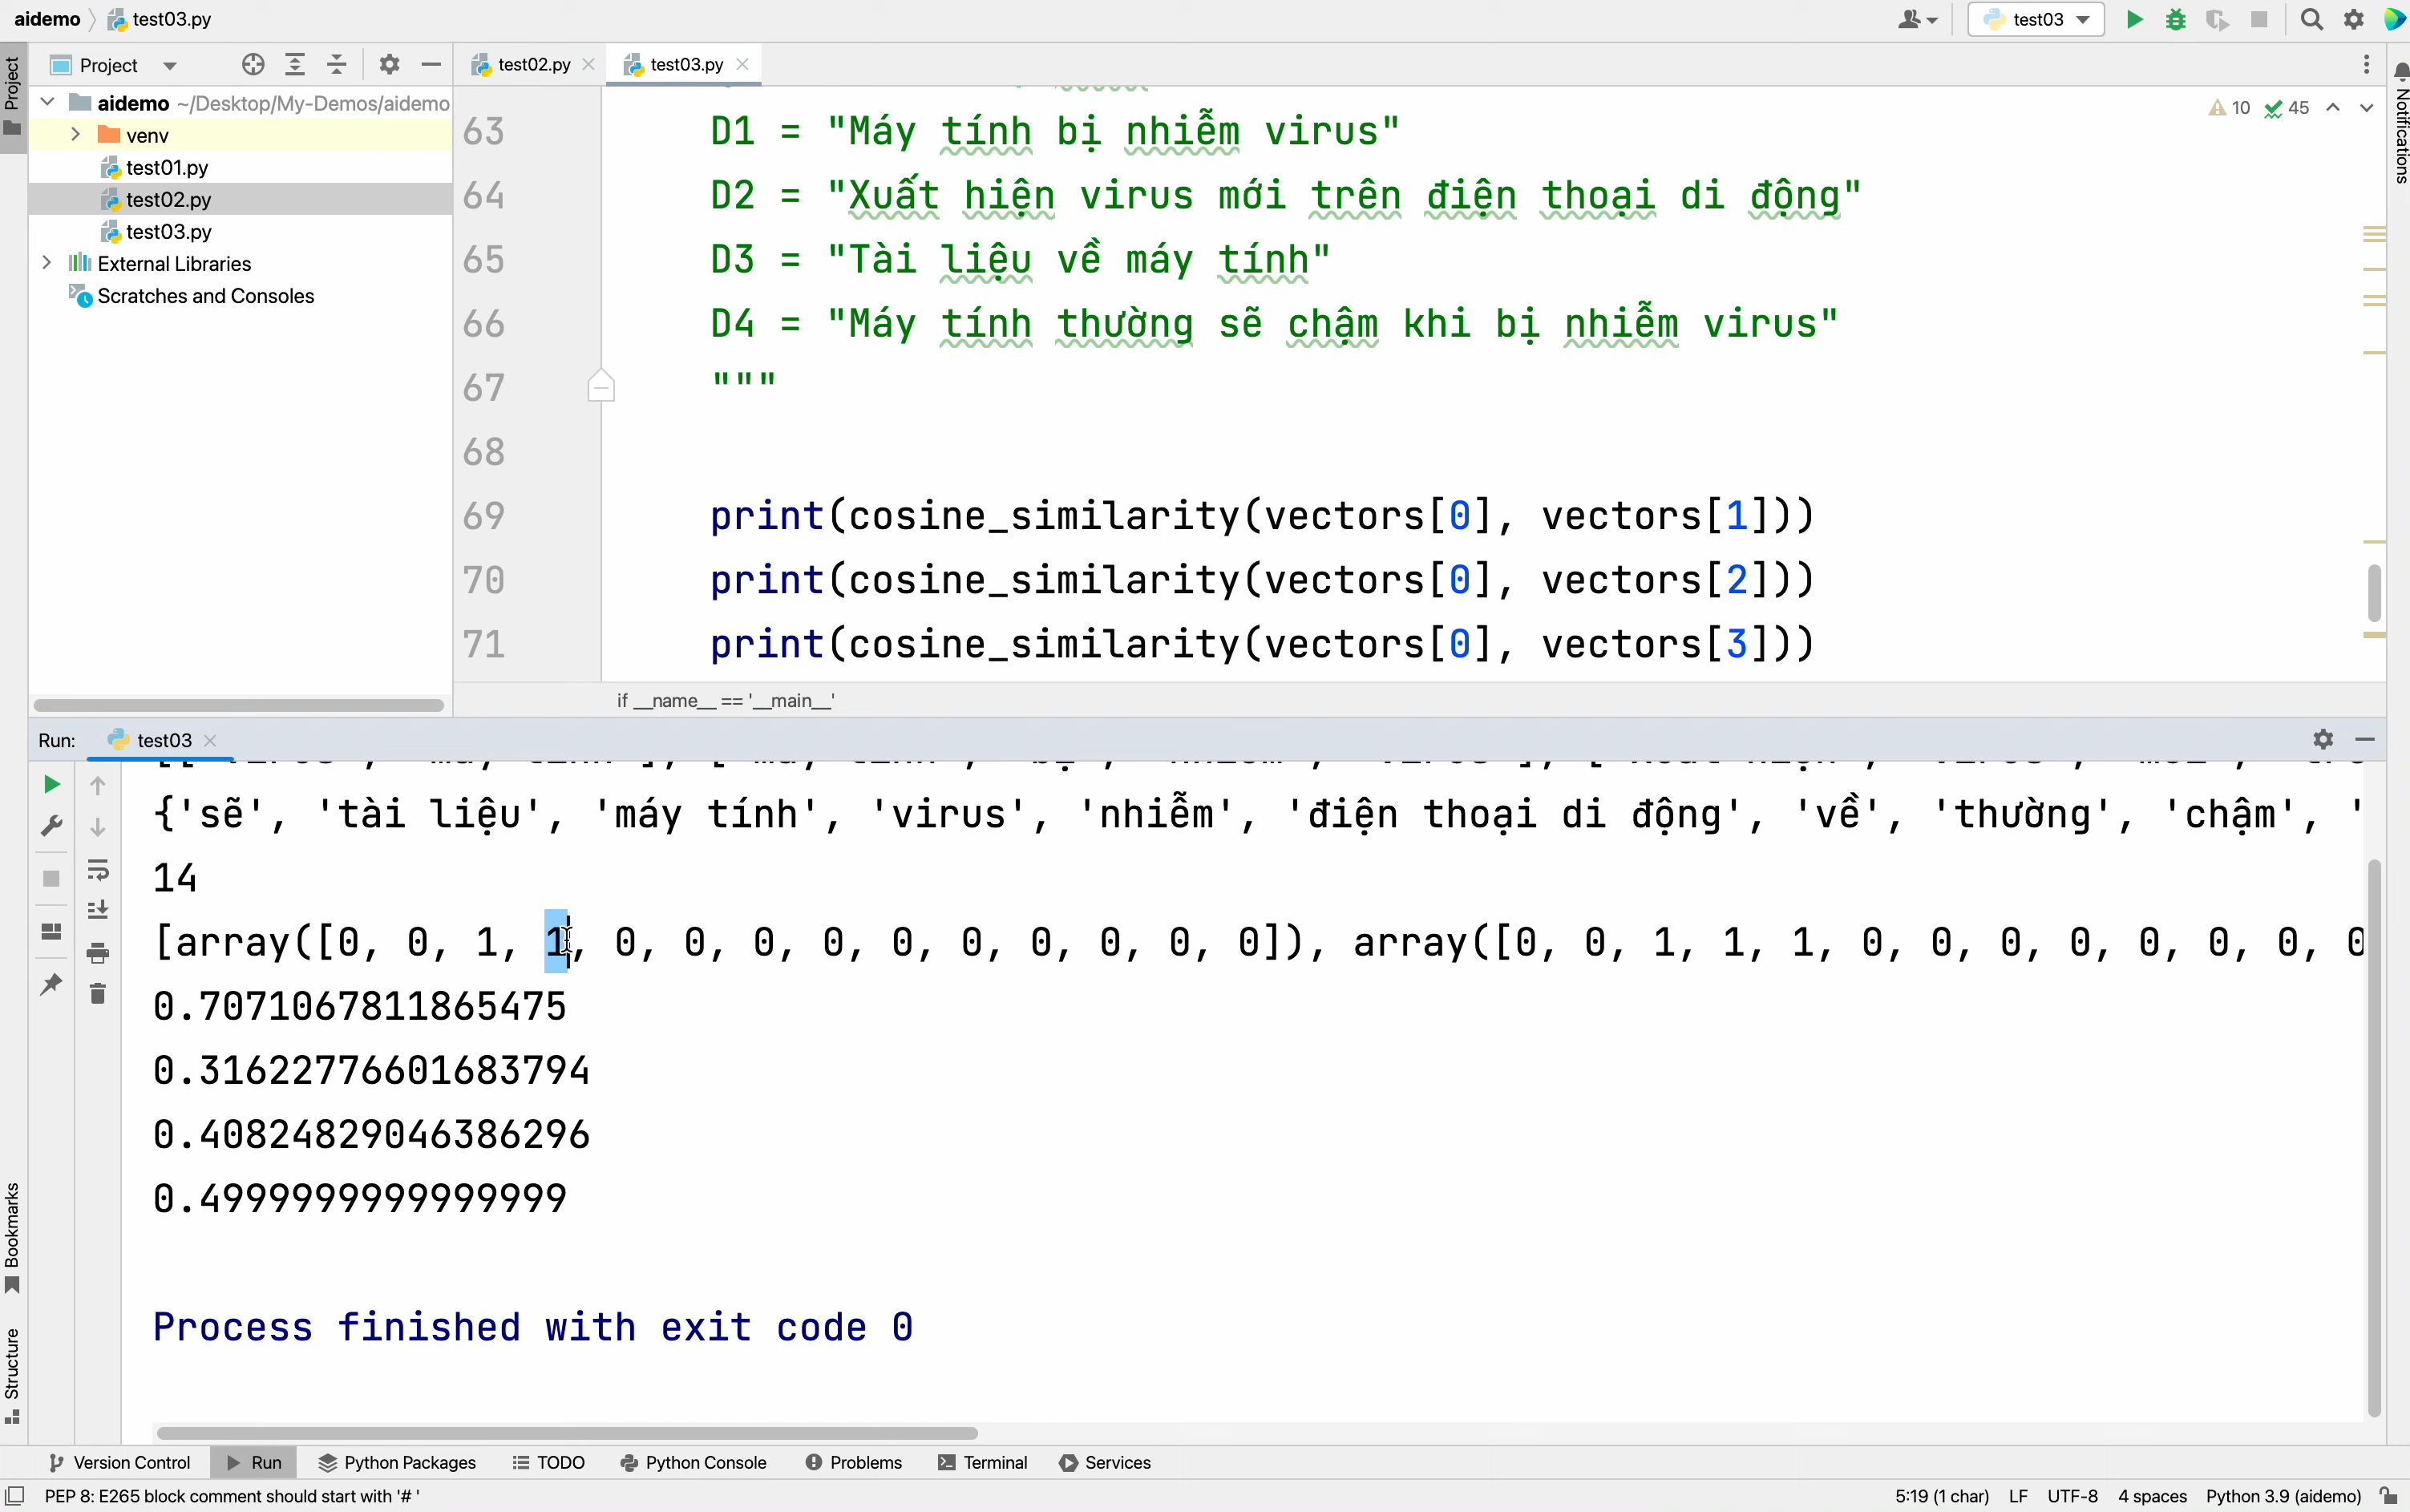 aidemo test03.py
test03
Project
test02.py
test03.py
Project
aidemo ~/Desktop/My-Demos/aidemo
venv
test01.py
test02.py
test03.py
External Libraries
Scratches and Consoles
10 45
Notifications
63 D1 = "Máy tính bị nhiễm virus"
64 D2 = "Xuất hiện virus mới trên điện thoại di động"
65 D3 = "Tài liệu về máy tính"
66 D4 = "Máy tính thường sẽ chậm khi bị nhiễm virus"
67 """
68
69 print(cosine_similarity(vectors[0], vectors[1]))
70 print(cosine_similarity(vectors[0], vectors[2]))
71 print(cosine_similarity(vectors[0], vectors[3]))
if __name__ == '__main__'
Run: test03
{'sẽ', 'tài liệu', 'máy tính', 'virus', 'nhiễm', 'điện thoại di động', 'về', 'thường', 'chậm', '
14
[array([0, 0, 1, 1, 0, 0, 0, 0, 0, 0, 0, 0, 0, 0]), array([0, 0, 1, 1, 1, 0, 0, 0, 0, 0, 0, 0, 0
0.7071067811865475
0.31622776601683794
0.40824829046386296
0.4999999999999999
Process finished with exit code 0
Bookmarks
Structure
Version Control Run Python Packages TODO Python Console Problems Terminal Services
PEP 8: E265 block comment should start with '# '
5:19 (1 char) LF UTF-8 4 spaces Python 3.9 (aidemo)